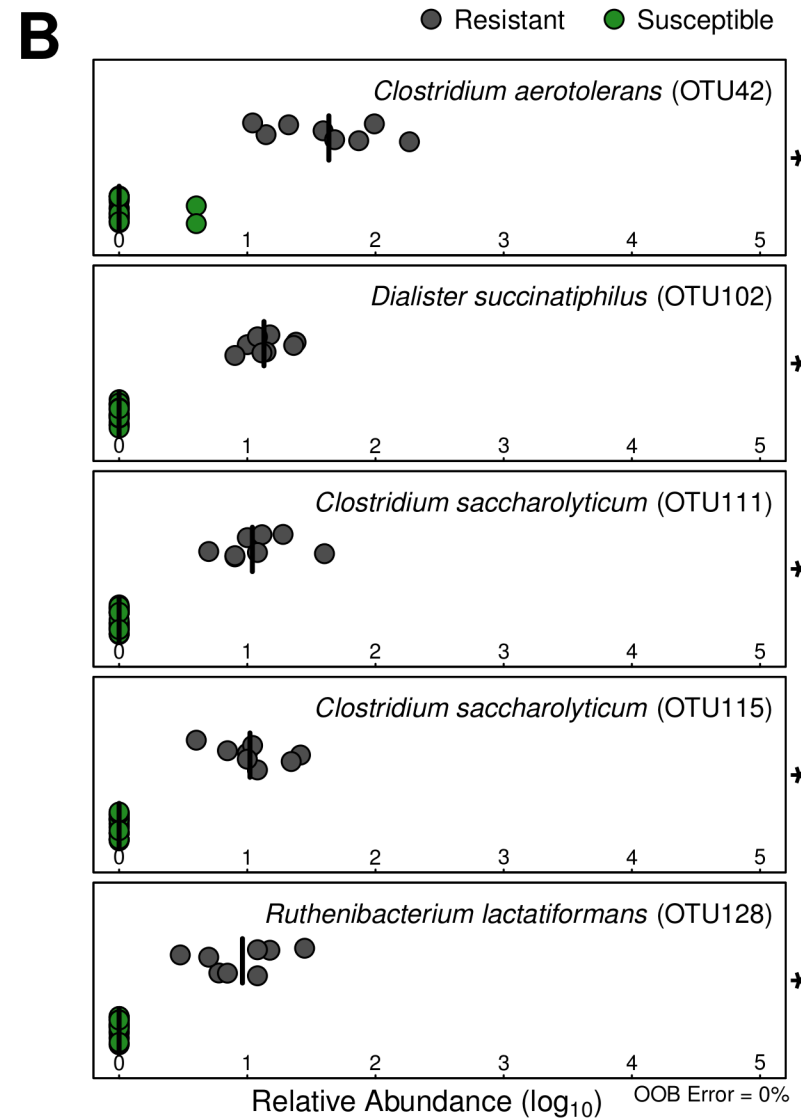 B
Resistant Susceptible
Clostridium aerotolerans (OTU42)
*
0 1 2 3 4 5
Dialister succinatiphilus (OTU102)
*
0 1 2 3 4 5
Clostridium saccharolyticum (OTU111)
*
0 1 2 3 4 5
Clostridium saccharolyticum (OTU115)
*
0 1 2 3 4 5
Ruthenibacterium lactatiformans (OTU128)
*
0 1 2 3 4 5
Relative Abundance (log10) OOB Error = 0%